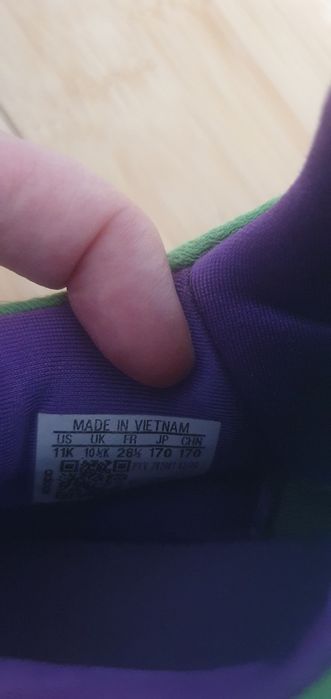 MADE IN VIETNAM
US UK FR JP CHN
11K 10½K 28½ 170 170